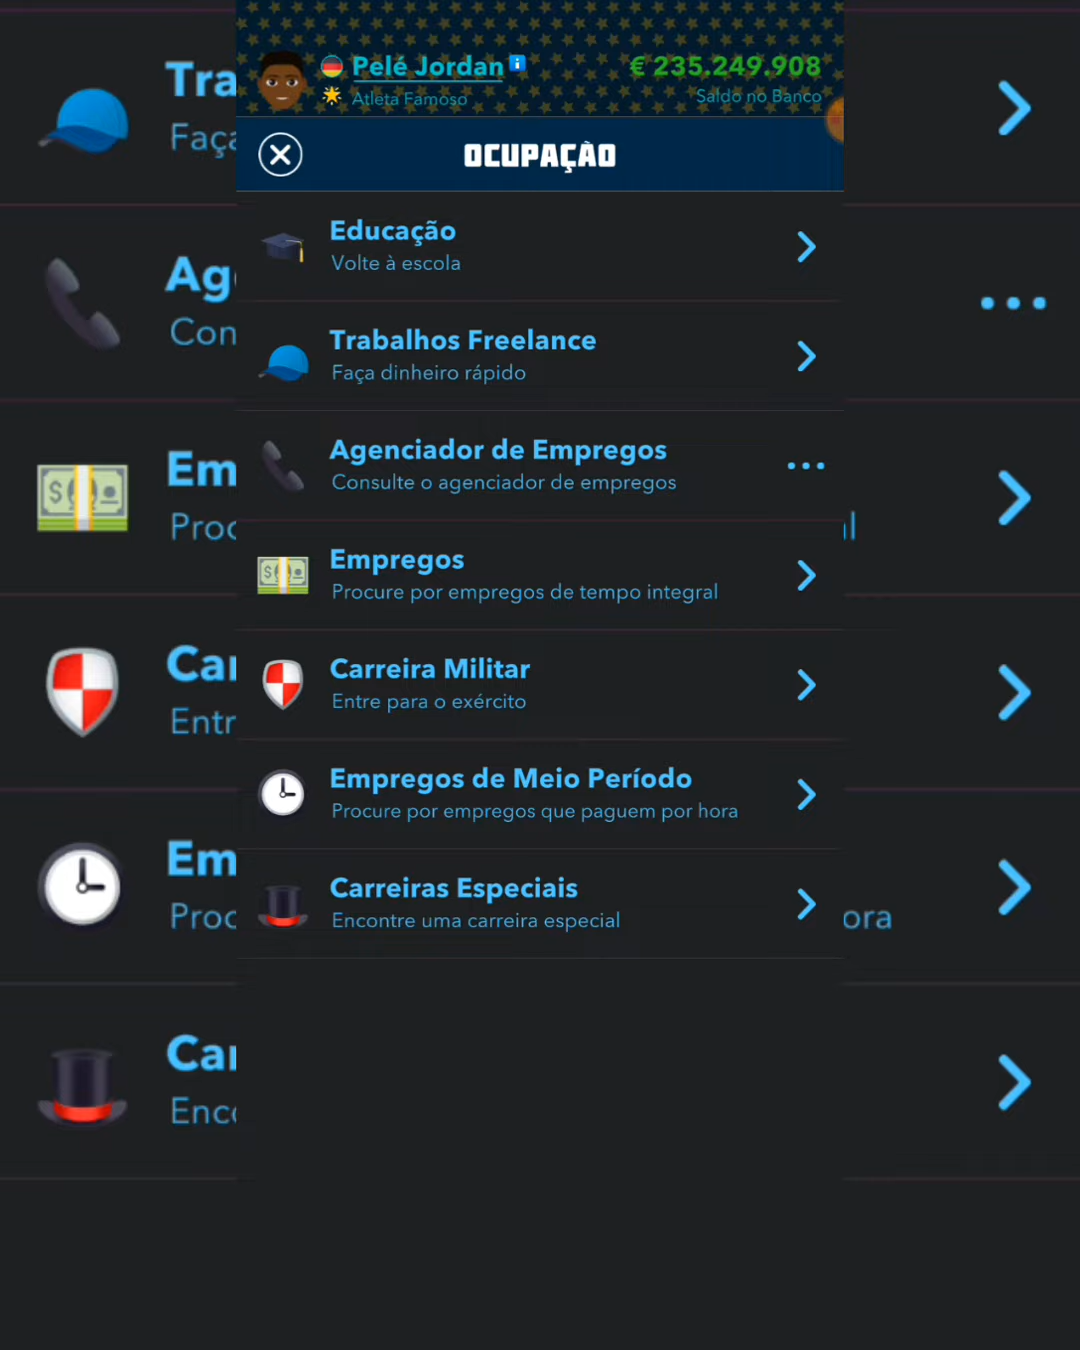 Pelé Jordan
€ 235.249.908
Atleta Famoso
Saldo no Banco
OCUPAÇÃO
Educação
Volte à escola
Trabalhos Freelance
Faça dinheiro rápido
Agenciador de Empregos
Consulte o agenciador de empregos
Empregos
Procure por empregos de tempo integral
Carreira Militar
Entre para o exército
Empregos de Meio Período
Procure por empregos que paguem por hora
Carreiras Especiais
Encontre uma carreira especial